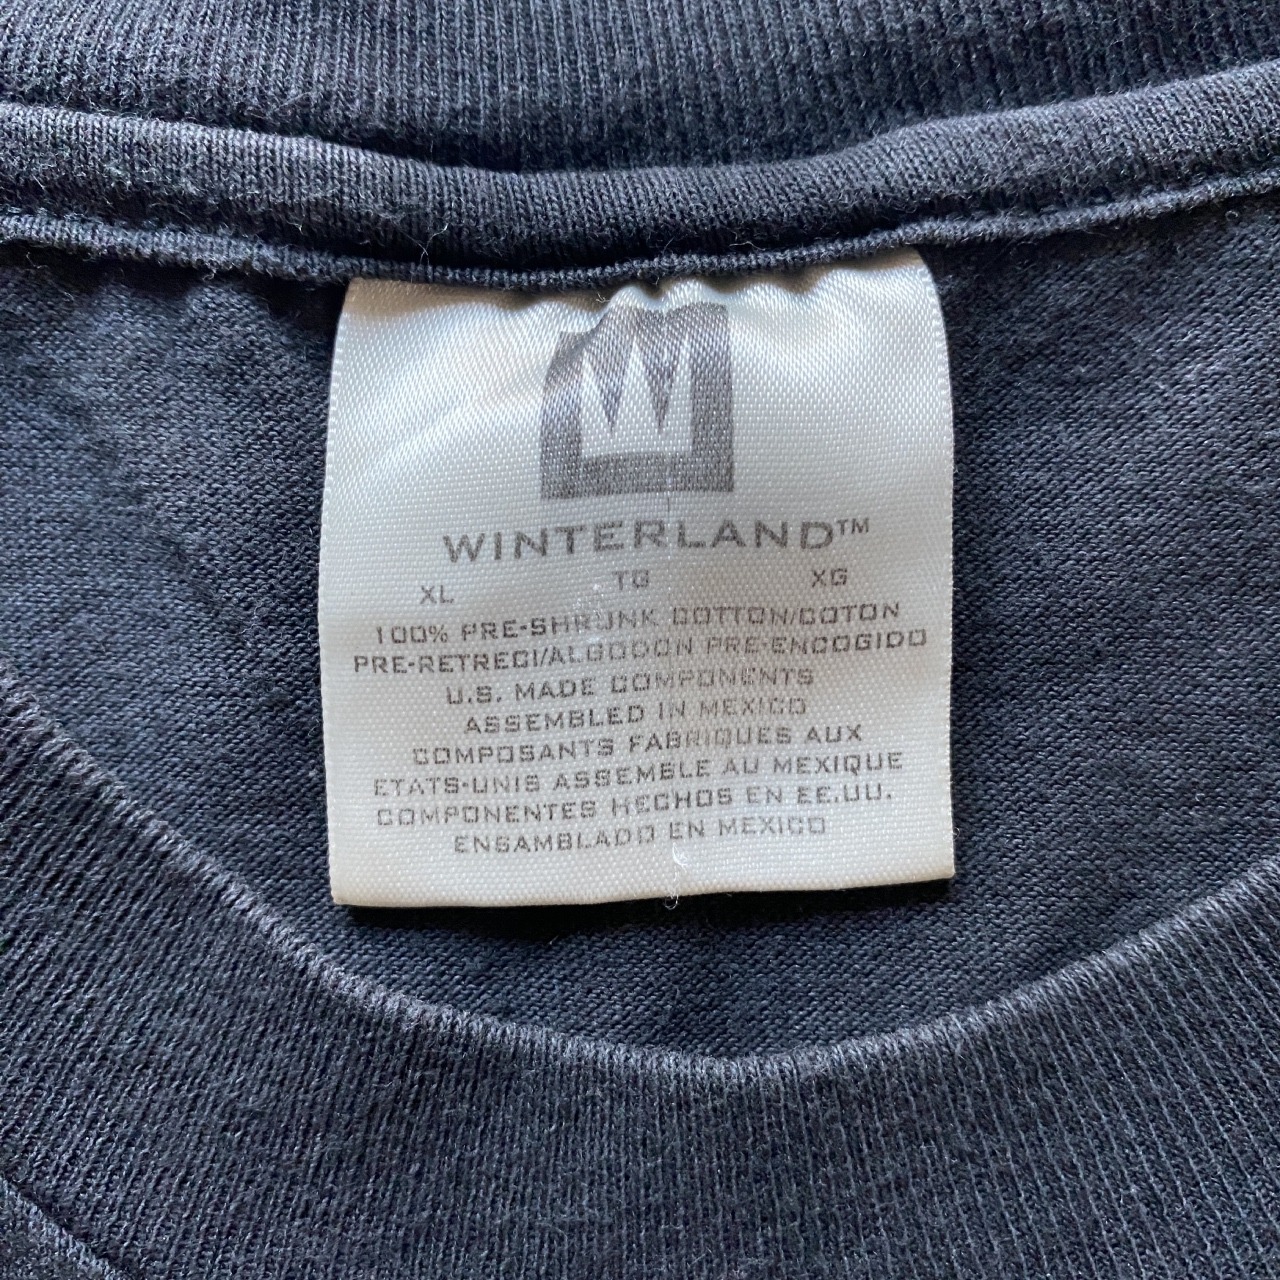 W
WINTERLAND™
XL TG XG
100% PRE-SHRUNK COTTON/COTON
PRE-RETRECI/ALGODON PRE-ENCOGIDO
U.S. MADE COMPONENTS
ASSEMBLED IN MEXICO
COMPOSANTS FABRIQUES AUX
ETATS-UNIS ASSEMBLE AU MEXIQUE
COMPONENTES HECHOS EN EE.UU.
ENSAMBLADO EN MEXICO